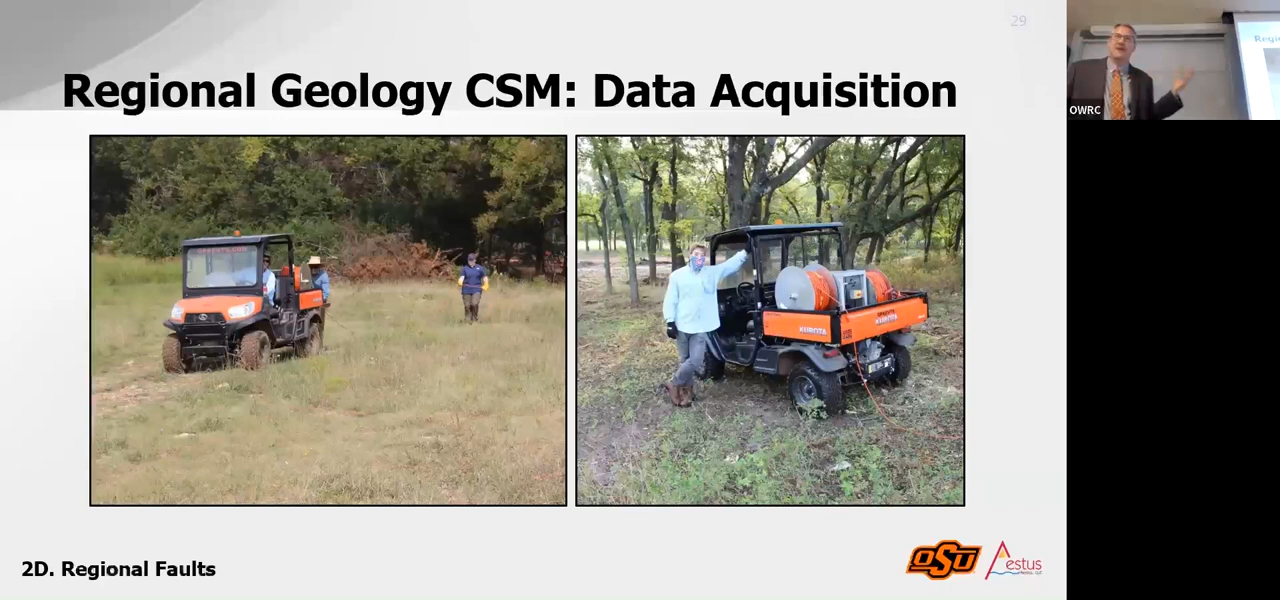 29
Regional Geology CSM: Data Acquisition
OWRC
KUBOTA
KUBOTA
2D. Regional Faults
OSU
Aestus